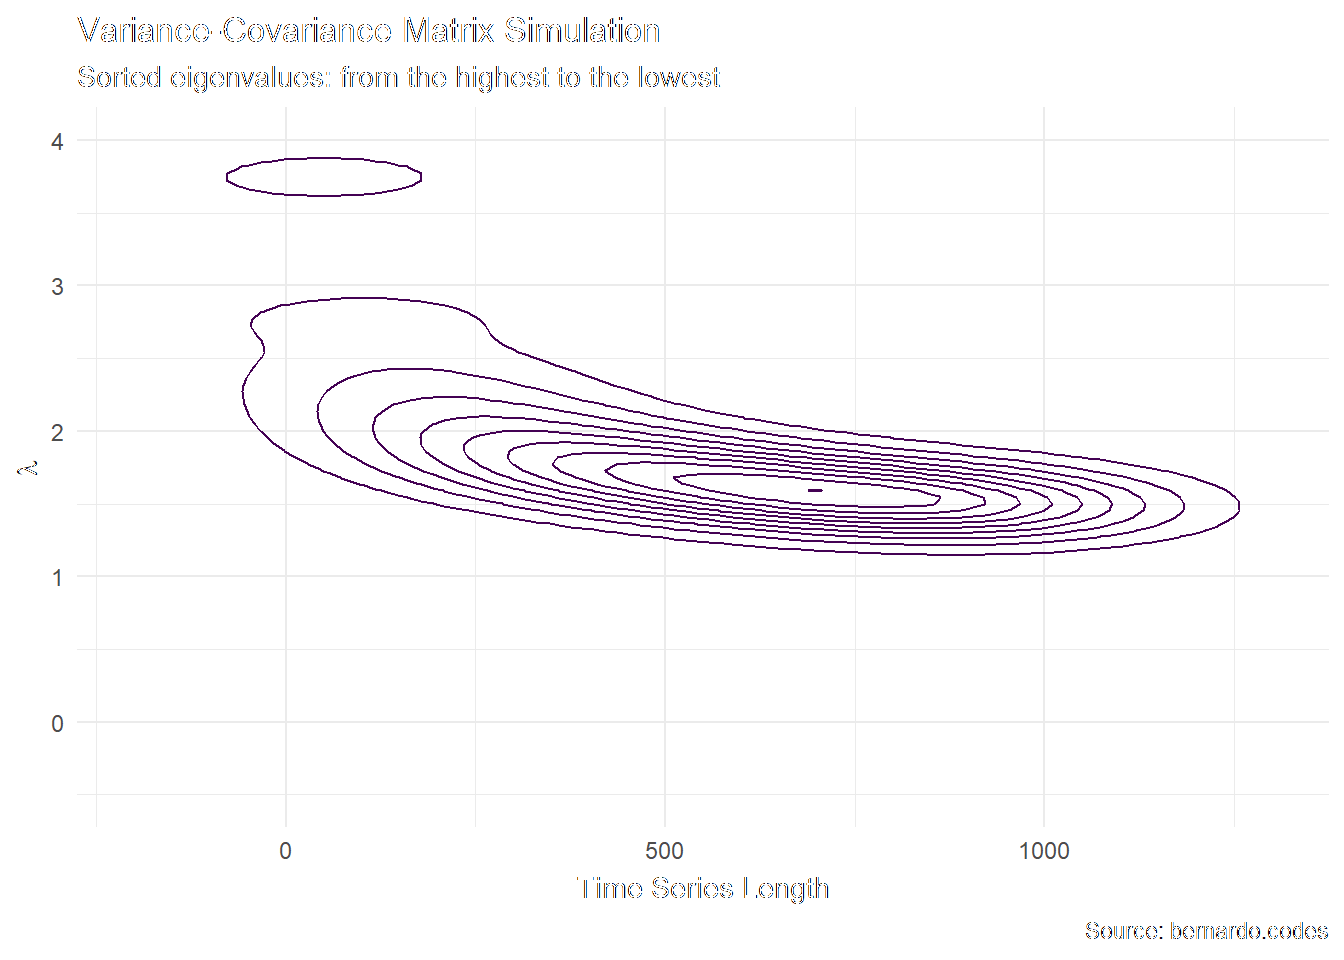 Variance-Covariance Matrix Simulation
Sorted eigenvalues: from the highest to the lowest
4
3
2
1
0
λ
0 500 1000
Time Series Length
Source: bernardo.codes